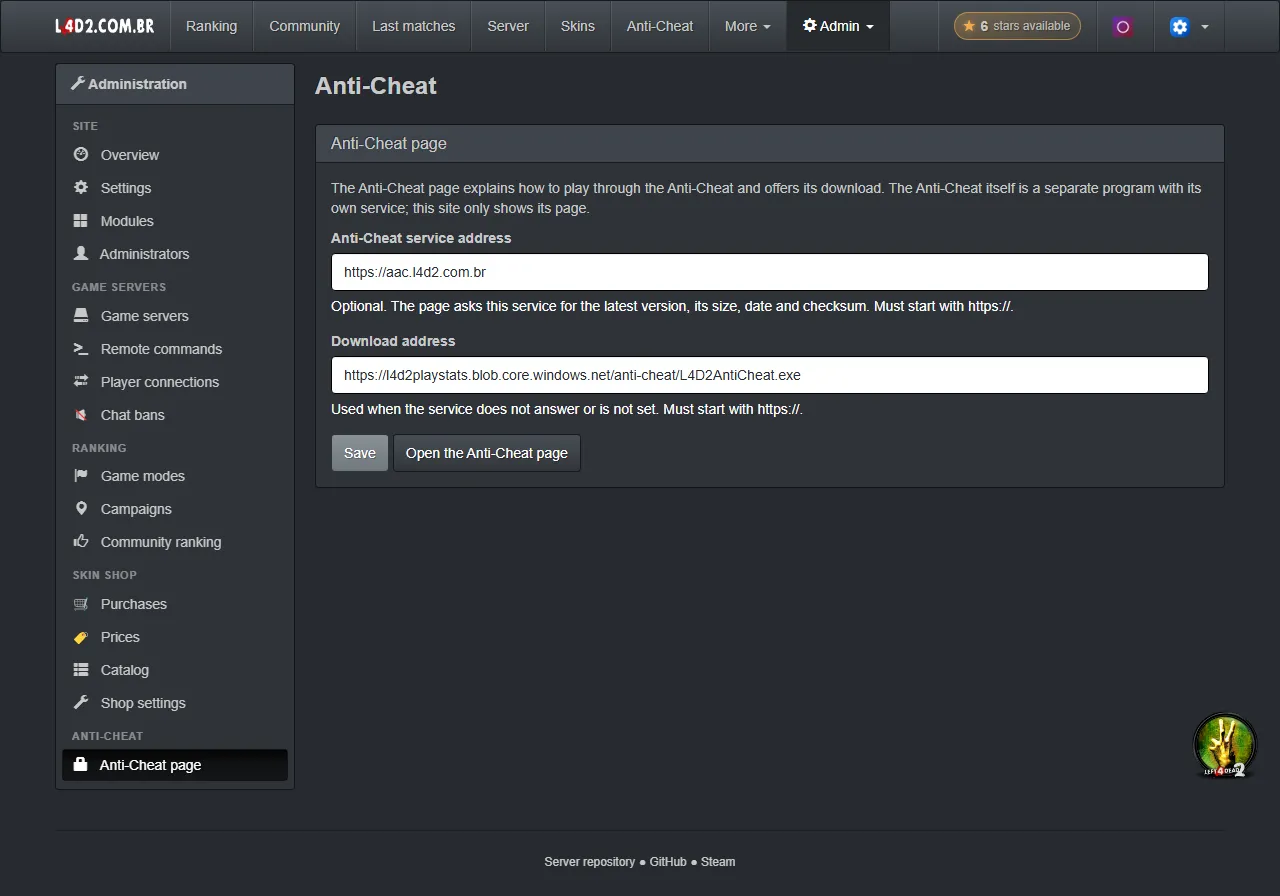 L4D2.COM.BR
Ranking
Community
Last matches
Server
Skins
Anti-Cheat
More
Admin
6 stars available
Administration
SITE
Overview
Settings
Modules
Administrators
GAME SERVERS
Game servers
Remote commands
Player connections
Chat bans
RANKING
Game modes
Campaigns
Community ranking
SKIN SHOP
Purchases
Prices
Catalog
Shop settings
ANTI-CHEAT
Anti-Cheat page
Anti-Cheat
Anti-Cheat page
The Anti-Cheat page explains how to play through the Anti-Cheat and offers its download. The Anti-Cheat itself is a separate program with its
own service; this site only shows its page.
Anti-Cheat service address
https://aac.l4d2.com.br
Optional. The page asks this service for the latest version, its size, date and checksum. Must start with https://.
Download address
https://l4d2playstats.blob.core.windows.net/anti-cheat/L4D2AntiCheat.exe
Used when the service does not answer or is not set. Must start with https://.
Save
Open the Anti-Cheat page
LEFT4DEAD2
Server repository ● GitHub ● Steam